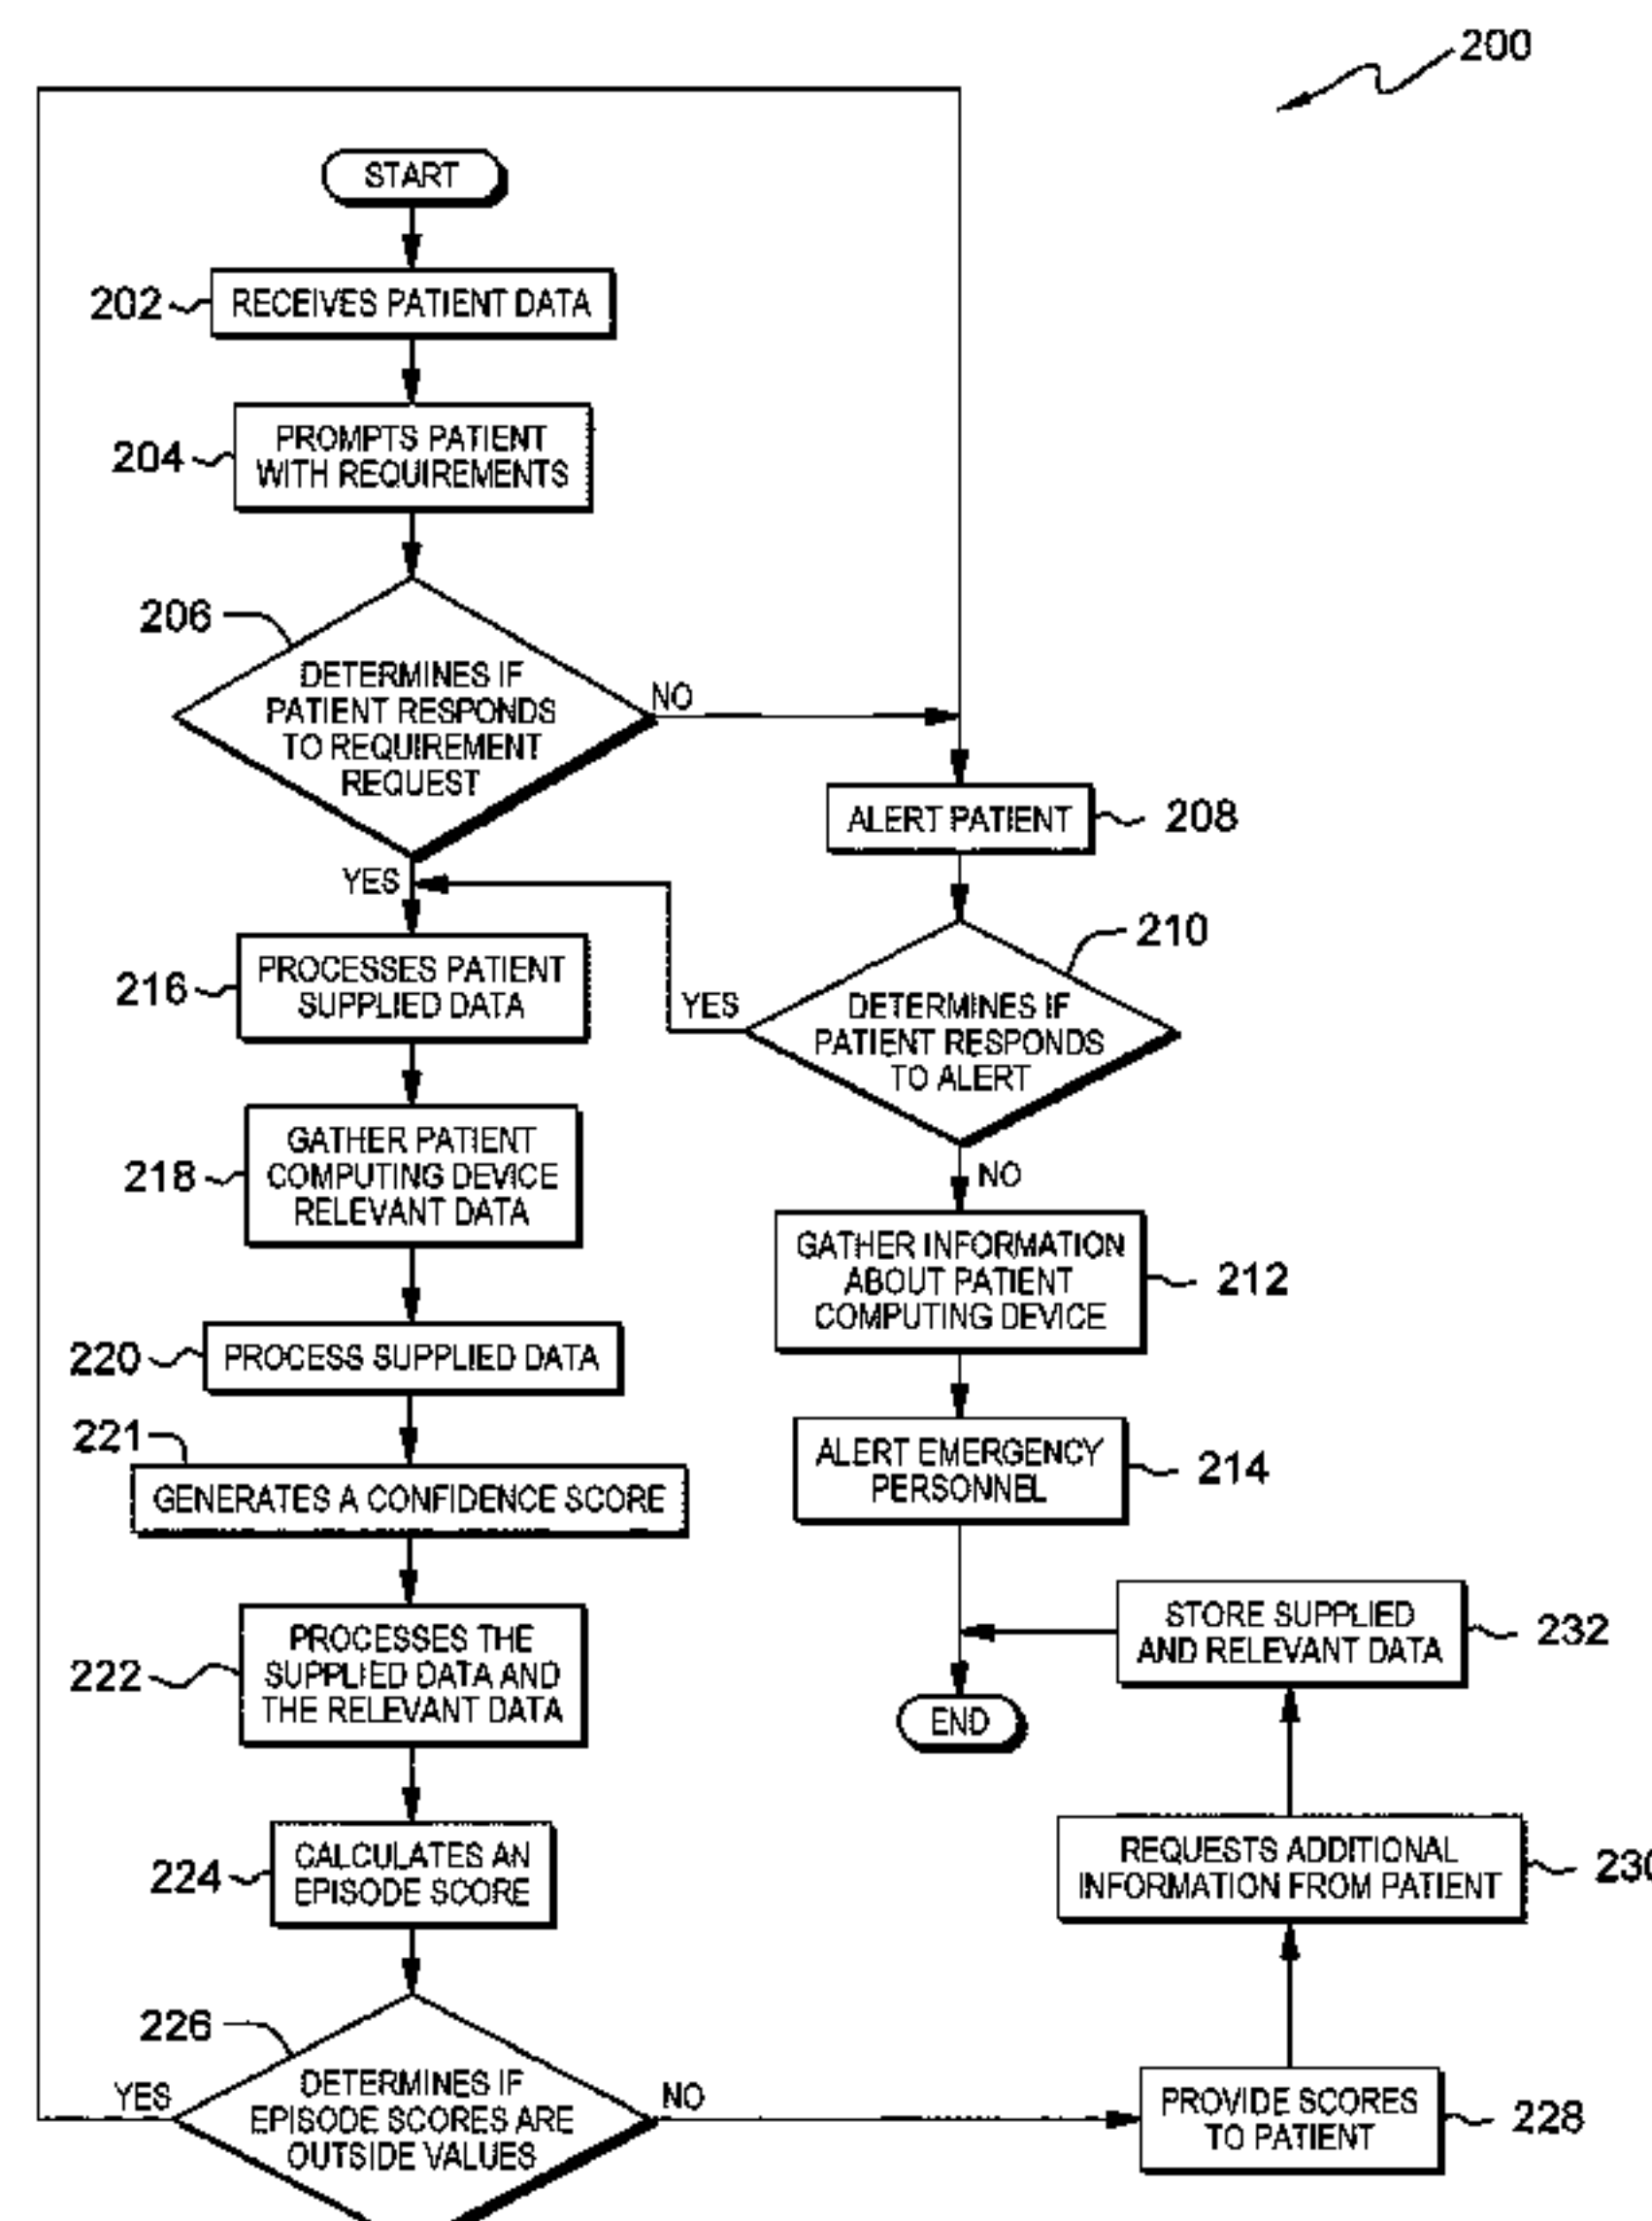 200
START
202
RECEIVES PATIENT DATA
204
PROMPTS PATIENT
WITH REQUIREMENTS
206
DETERMINES IF
PATIENT RESPONDS
TO REQUIREMENT
REQUEST
NO
YES
ALERT PATIENT
208
210
DETERMINES IF
PATIENT RESPONDS
TO ALERT
YES
NO
GATHER INFORMATION
ABOUT PATIENT
COMPUTING DEVICE
212
ALERT EMERGENCY
PERSONNEL
214
216
PROCESSES PATIENT
SUPPLIED DATA
218
GATHER PATIENT
COMPUTING DEVICE
RELEVANT DATA
220
PROCESS SUPPLIED DATA
221
GENERATES A CONFIDENCE SCORE
222
PROCESSES THE
SUPPLIED DATA AND
THE RELEVANT DATA
224
CALCULATES AN
EPISODE SCORE
226
DETERMINES IF
EPISODE SCORES ARE
OUTSIDE VALUES
YES
NO
PROVIDE SCORES
TO PATIENT
228
REQUESTS ADDITIONAL
INFORMATION FROM PATIENT
230
STORE SUPPLIED
AND RELEVANT DATA
232
END